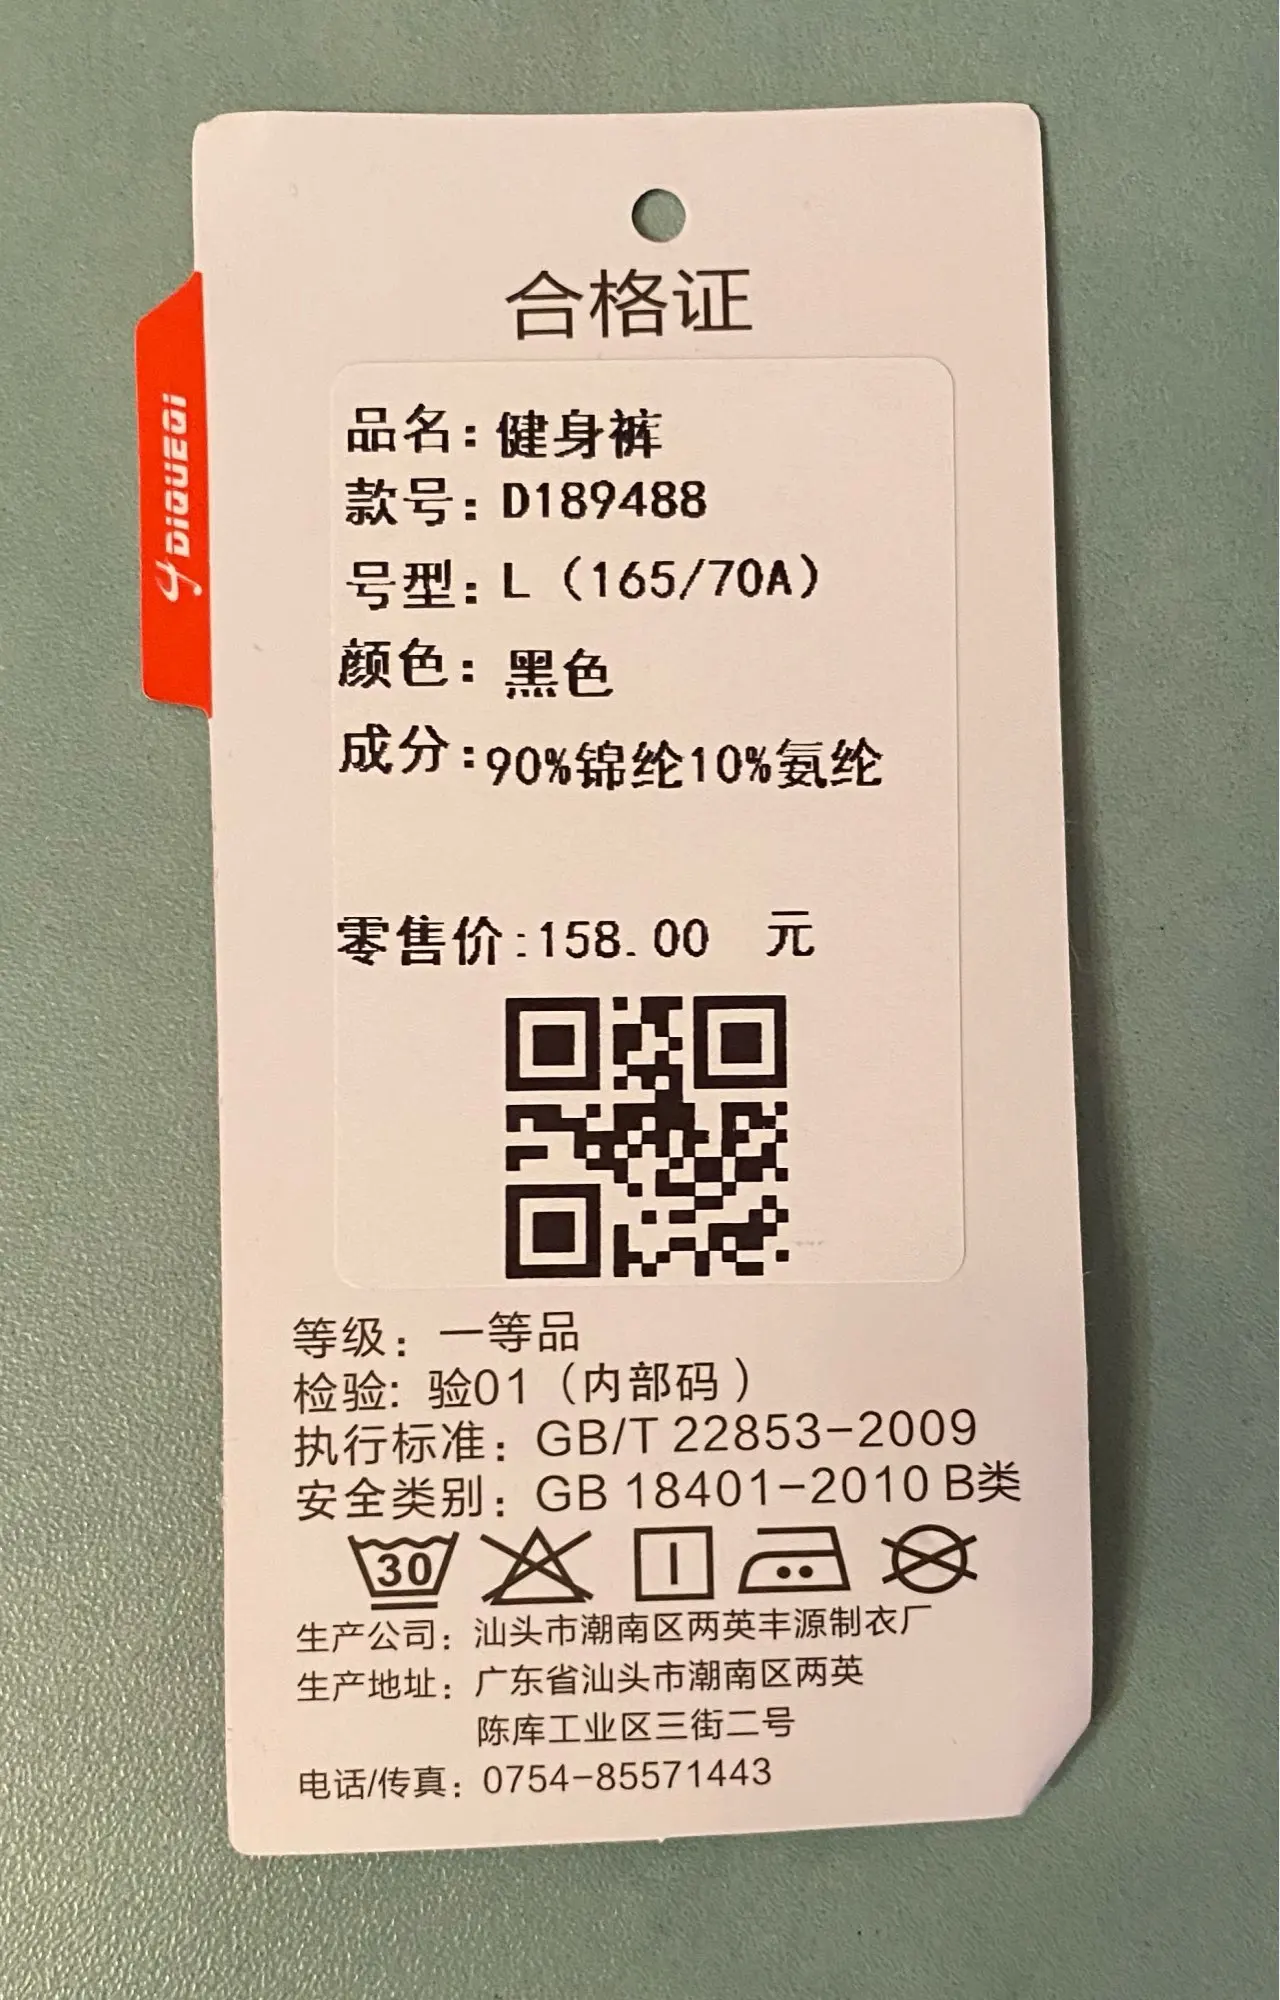 合格证
DiQUEQi
品名：健身裤
款号：D189488
号型：L（165/70A）
颜色：黑色
成分：90%锦纶10%氨纶
零售价:158.00 元
等级：一等品
检验：验01（内部码）
执行标准：GB/T 22853-2009
安全类别：GB 18401-2010 B类
30
生产公司：汕头市潮南区两英丰源制衣厂
生产地址：广东省汕头市潮南区两英
陈库工业区三街二号
电话/传真：0754-85571443